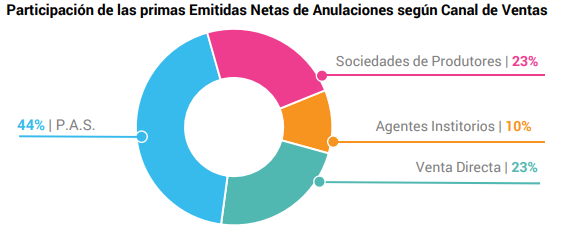 Participación de las primas Emitidas Netas de Anulaciones según Canal de Ventas
Sociedades de Produtores | 23%
44% | P.A.S.
Agentes Institorios | 10%
Venta Directa | 23%